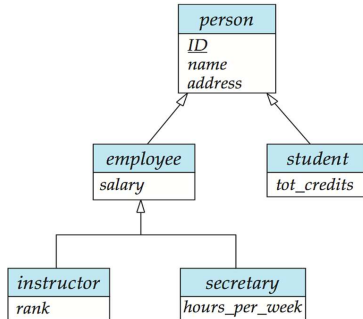 person
ID
name
address
employee
salary
student
tot_credits
instructor
rank
secretary
hours_per_week